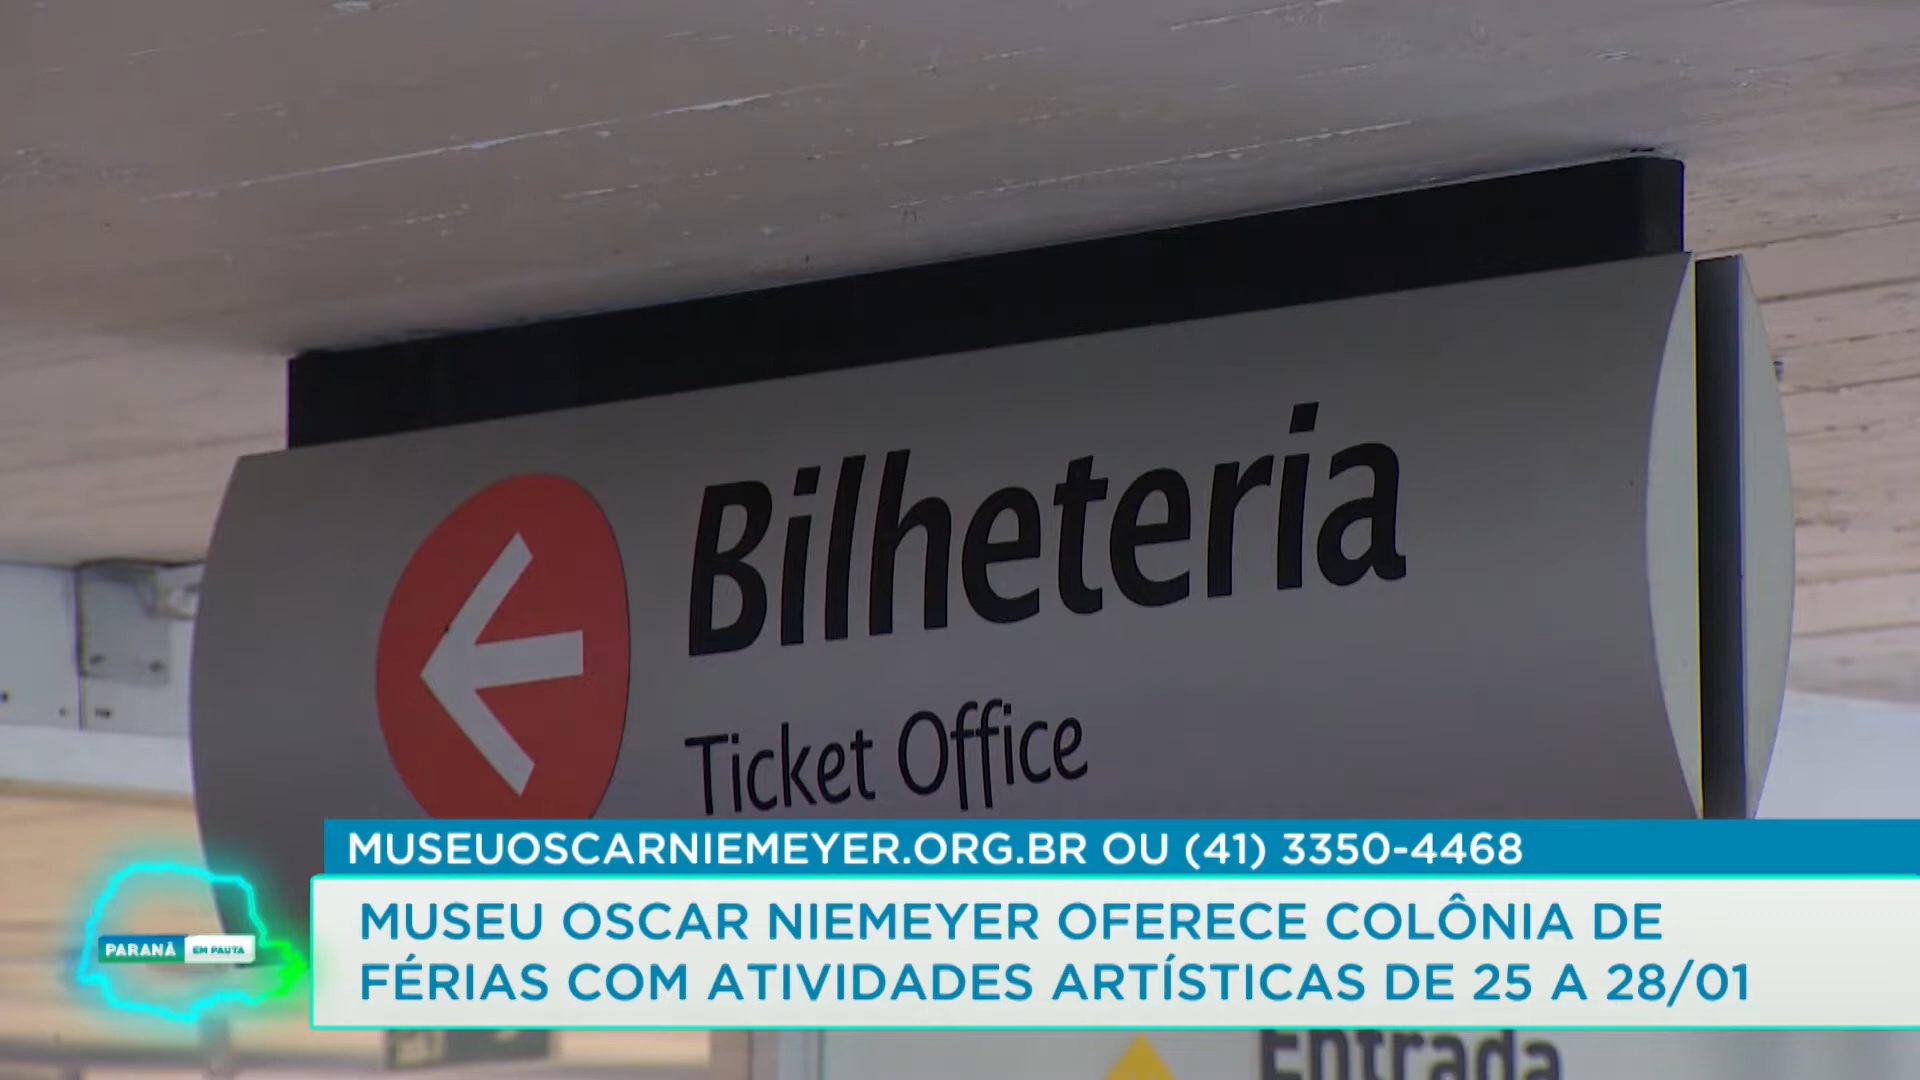 Bilheteria
Ticket Office
MUSEUOSCARNIEMEYER.ORG.BR OU (41) 3350-4468
MUSEU OSCAR NIEMEYER OFERECE COLÔNIA DE
FÉRIAS COM ATIVIDADES ARTÍSTICAS DE 25 A 28/01
PARANÁ EM PAUTA
Entrada